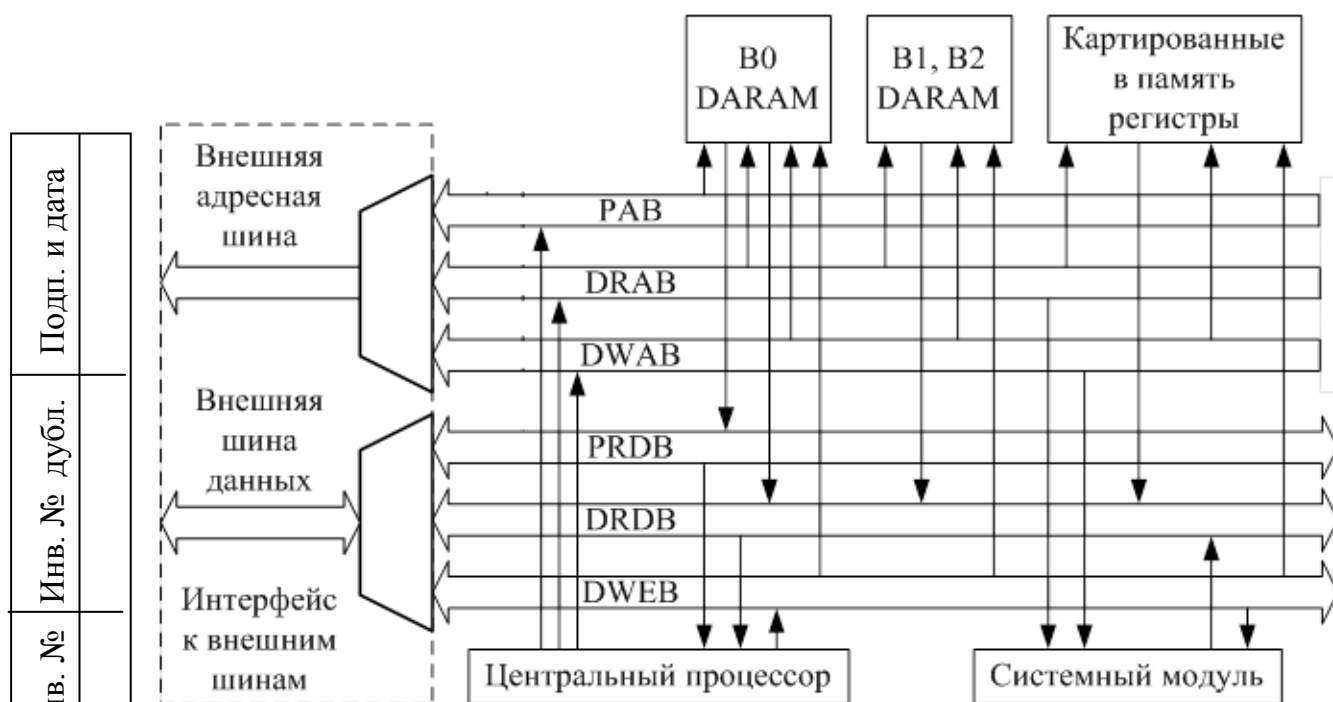 B0
DARAM
B1, B2
DARAM
Картированные
в память
регистры
Внешняя
адресная
шина
PAB
DRAB
DWAB
Внешняя
шина
данных
PRDB
DRDB
DWEB
Интерфейс
к внешним
шинам
Центральный процессор
Системный модуль
Подп. и дата
Инв. № дубл.
№